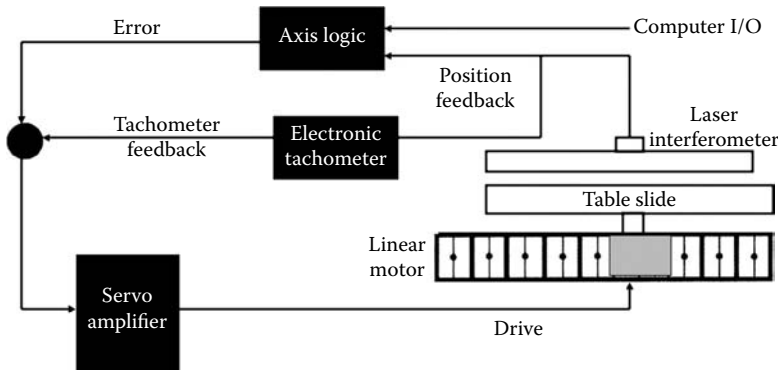 Error
Axis logic
Computer I/O
Position
feedback
Tachometer
feedback
Electronic
tachometer
Laser
interferometer
Table slide
Linear
motor
Servo
amplifier
Drive